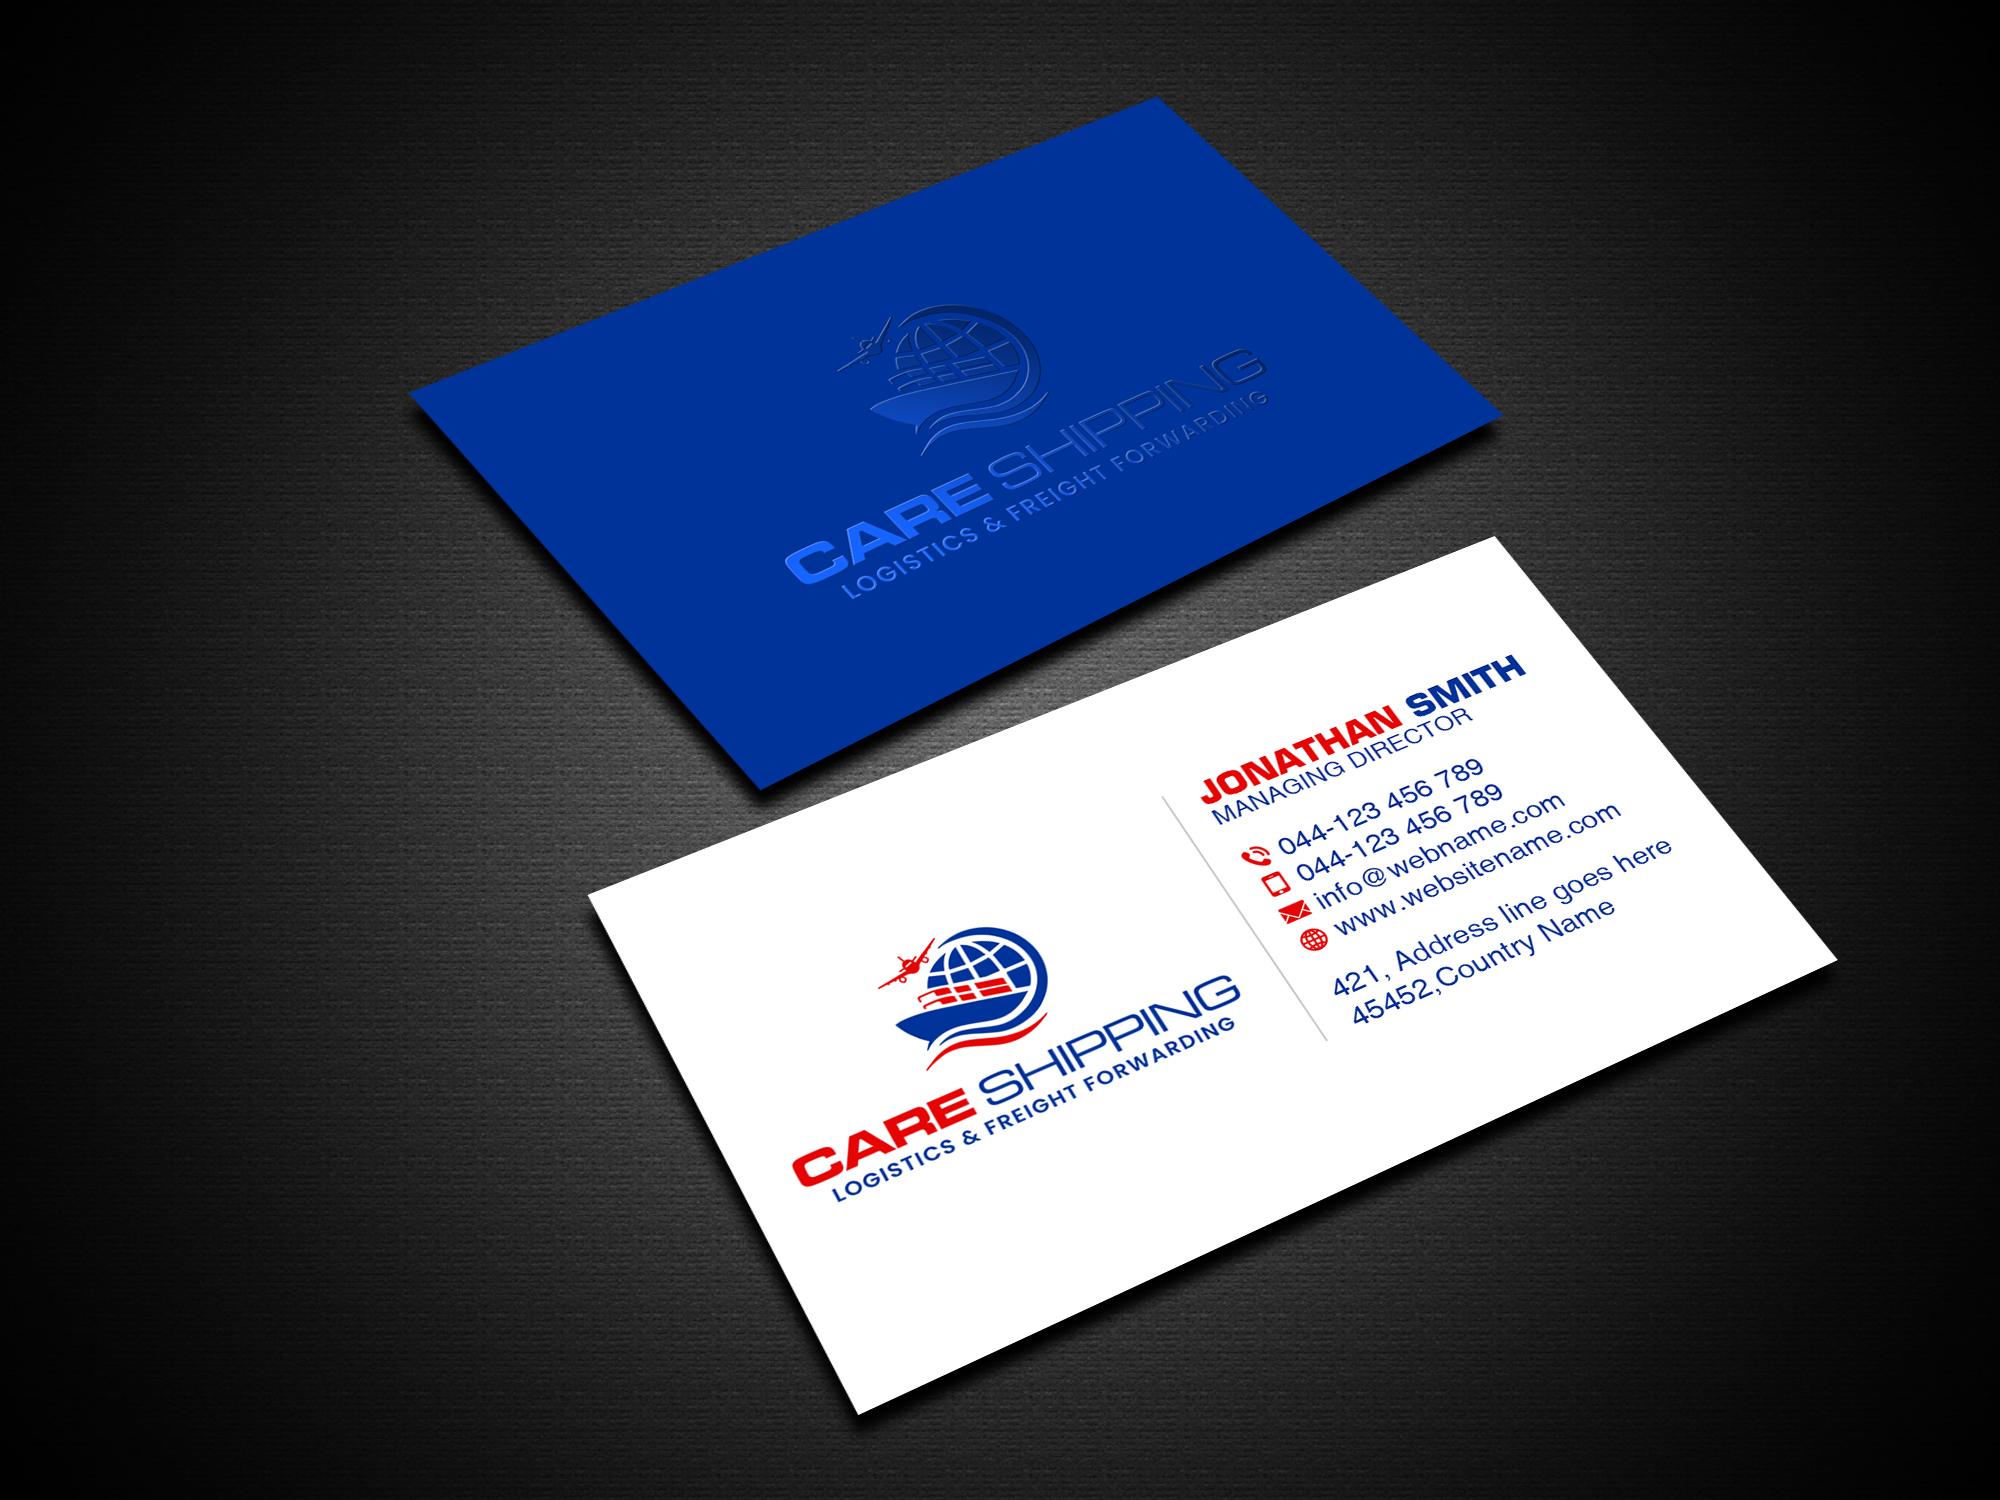 CARE SHIPPING
LOGISTICS & FREIGHT FORWARDING
JONATHAN SMITH
MANAGING DIRECTOR
044-123 456 789
044-123 456 789
info@webname.com
www.websitename.com
421, Address line goes here
45452,Country Name
CARE SHIPPING
LOGISTICS & FREIGHT FORWARDING